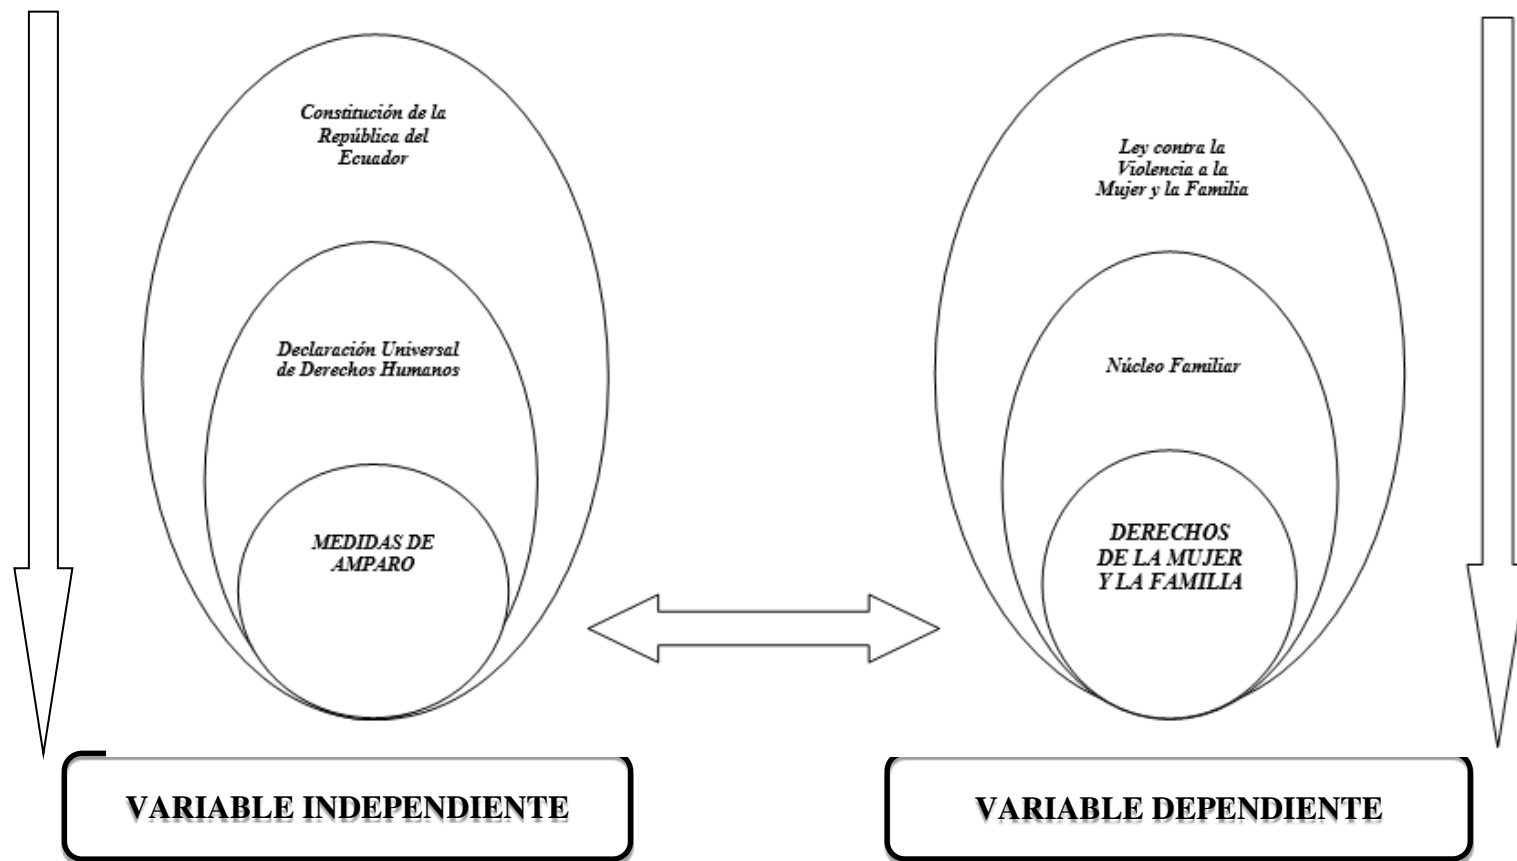 Constitución de la
República del
Ecuador
Declaración Universal
de Derechos Humanos
MEDIDAS DE
AMPARO
VARIABLE INDEPENDIENTE
Ley contra la
Violencia a la
Mujer y la Familia
Núcleo Familiar
DERECHOS
DE LA MUJER
Y LA FAMILIA
VARIABLE DEPENDIENTE